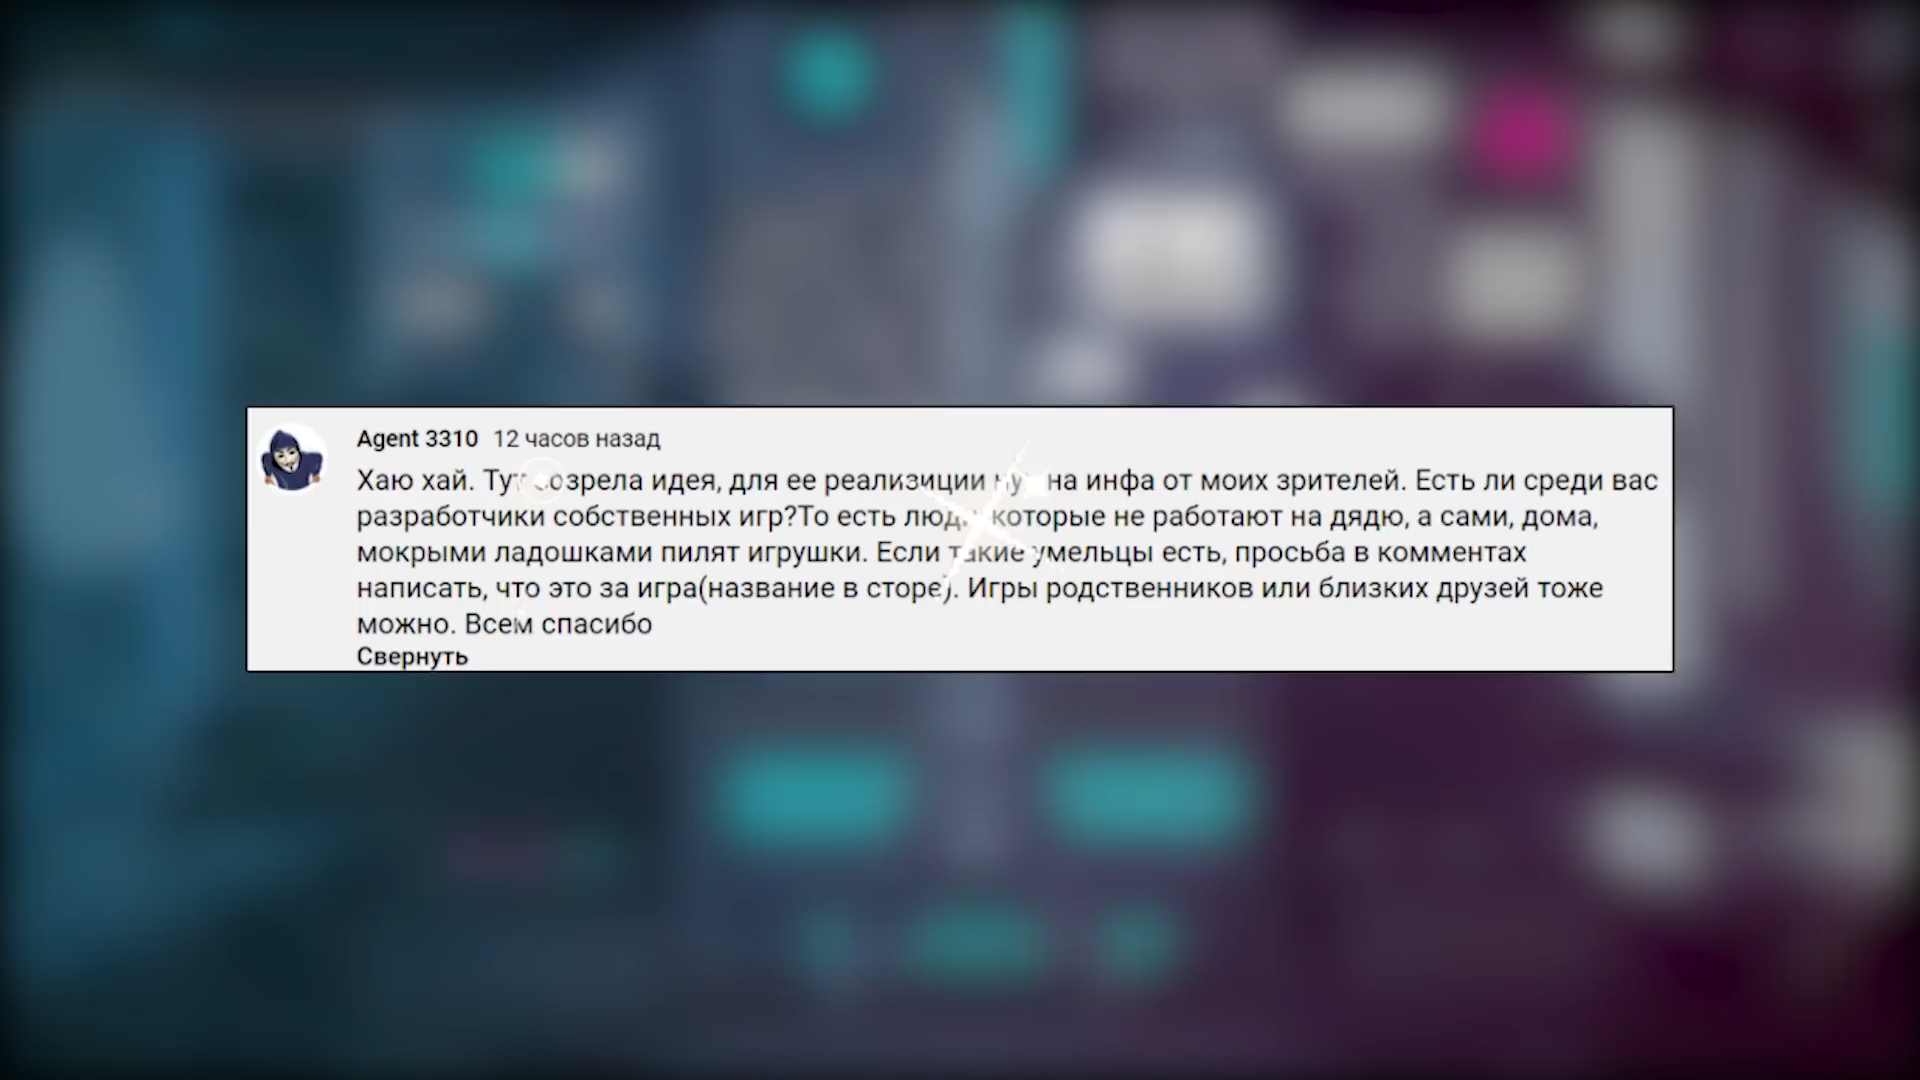 Agent 3310 12 часов назад
Хаю хай. Тут созрела идея, для ее реализиции нужна инфа от моих зрителей. Есть ли среди вас
разработчики собственных игр?То есть люди, которые не работают на дядю, а сами, дома,
мокрыми ладошками пилят игрушки. Если такие умельцы есть, просьба в комментах
написать, что это за игра(название в сторе). Игры родственников или близких друзей тоже
можно. Всем спасибо
Свернуть